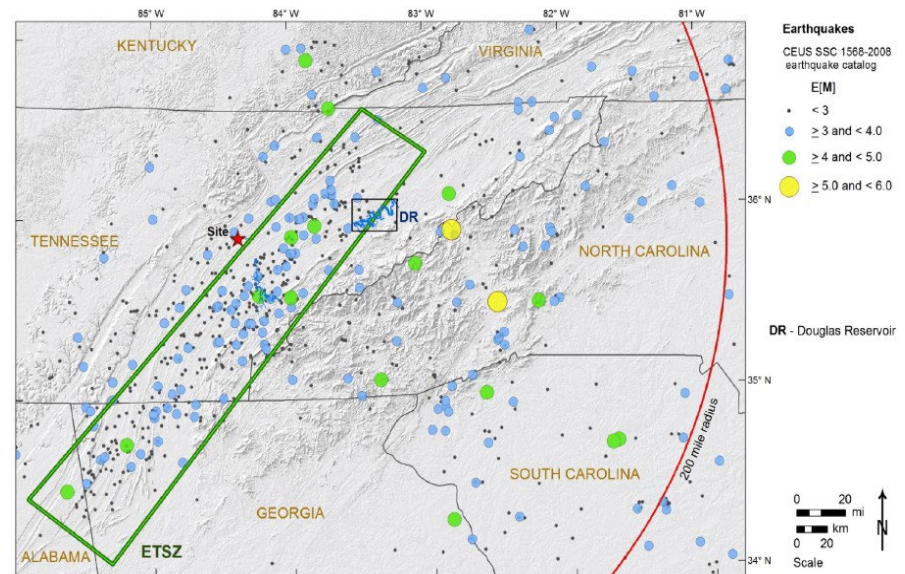 85°W
84°W
83°W
82°W
81°W
KENTUCKY
VIRGINIA
TENNESSEE
Site
DR
36°N
NORTH CAROLINA
35°N
200 mile radius
SOUTH CAROLINA
GEORGIA
ALABAMA
ETSZ
34°N
Earthquakes
CEUS SSC 1568-2008
earthquake catalog
E[M]
< 3
≥ 3 and < 4.0
≥ 4 and < 5.0
≥ 5.0 and < 6.0
DR - Douglas Reservoir
0 10 20
mi
km
0 10 20
Scale
N